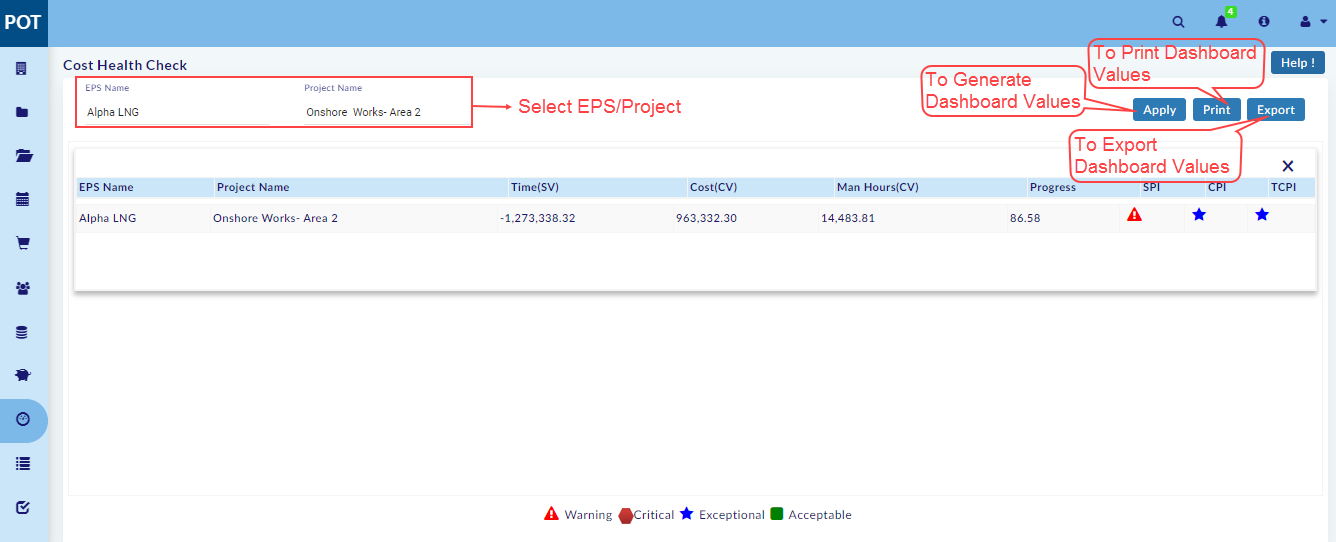 POT
4
Cost Health Check
To Print Dashboard
Values
Help !
EPS Name
Project Name
Alpha LNG
Onshore Works- Area 2
Select EPS/Project
To Generate
Dashboard Values
Apply
Print
Export
To Export
Dashboard Values
EPS Name Project Name Time(SV) Cost(CV) Man Hours(CV) Progress SPI CPI TCPI
Alpha LNG Onshore Works- Area 2 -1,273,338.32 963,332.30 14,483.81 86.58
Warning Critical Exceptional Acceptable